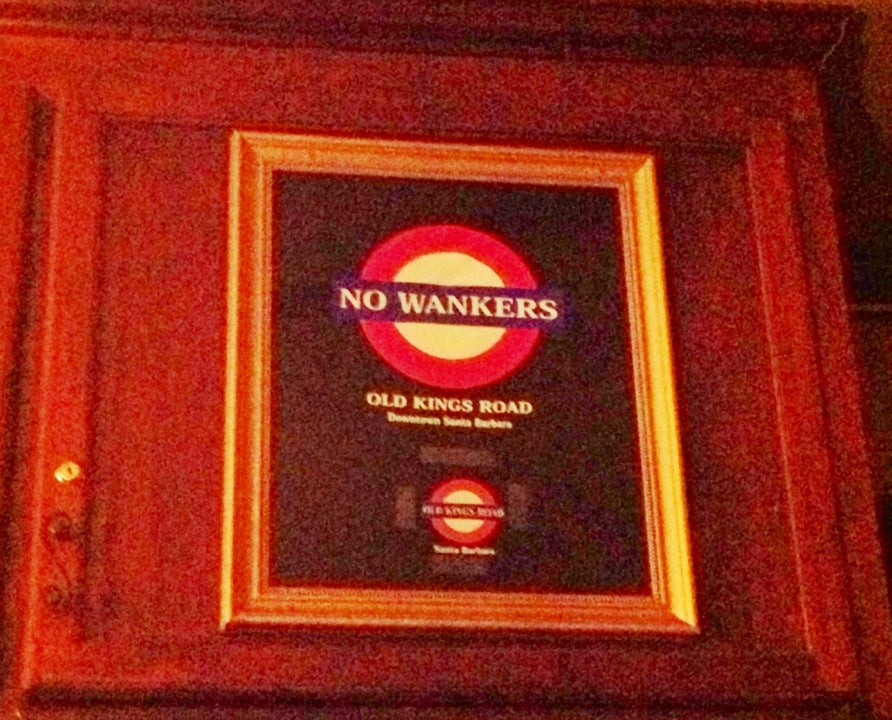 NO WANKERS
OLD KINGS ROAD
Downtown Santa Barbara
OLD KINGS ROAD
Santa Barbara